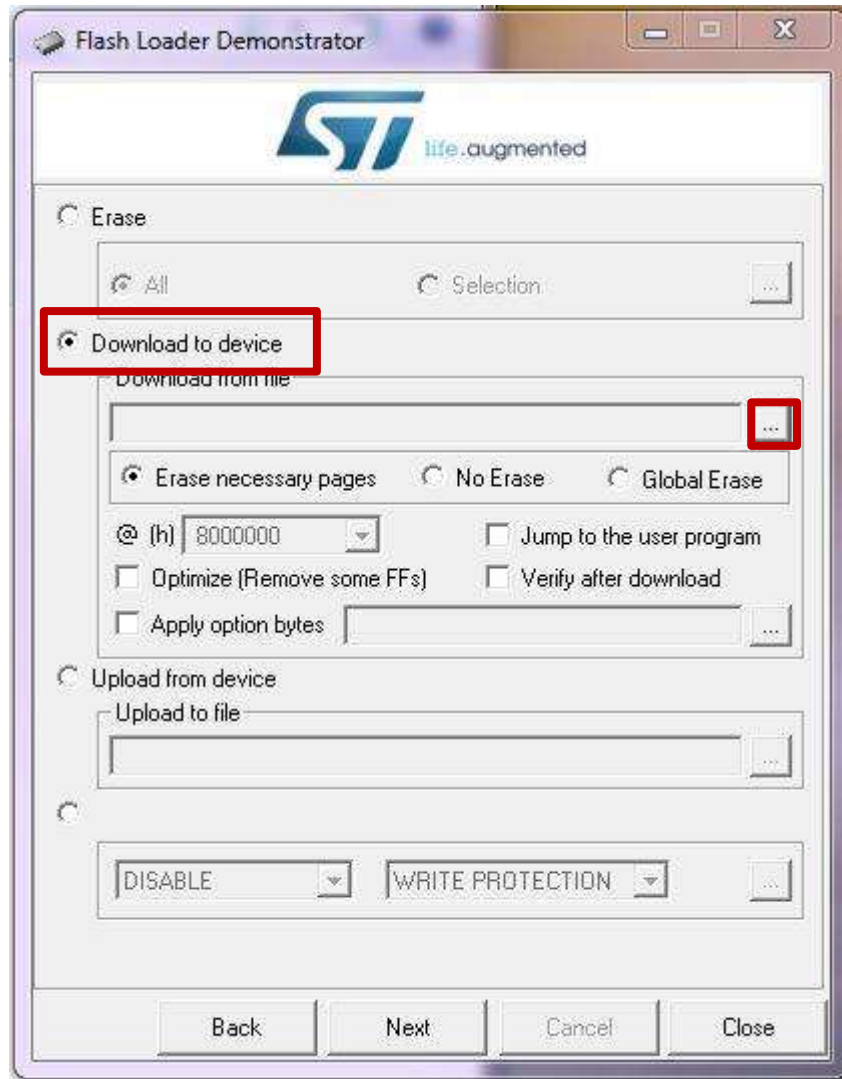 Flash Loader Demonstrator
ST life.augmented
Erase
All Selection ...
Download to device
Download from file
...
Erase necessary pages No Erase Global Erase
@ (h) 8000000 Jump to the user program
Optimize (Remove some FFs) Verify after download
Apply option bytes ...
Upload from device
Upload to file
...
DISABLE WRITE PROTECTION ...
Back Next Cancel Close